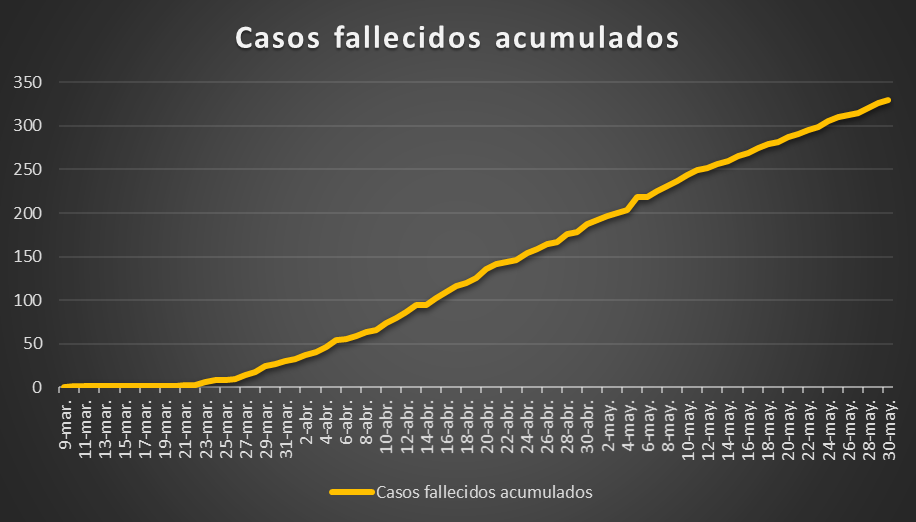 Casos fallecidos acumulados
350
300
250
200
150
100
50
0
9-mar.
11-mar.
13-mar.
15-mar.
17-mar.
19-mar.
21-mar.
23-mar.
25-mar.
27-mar.
29-mar.
31-mar.
2-abr.
4-abr.
6-abr.
8-abr.
10-abr.
12-abr.
14-abr.
16-abr.
18-abr.
20-abr.
22-abr.
24-abr.
26-abr.
28-abr.
30-abr.
2-may.
4-may.
6-may.
8-may.
10-may.
12-may.
14-may.
16-may.
18-may.
20-may.
22-may.
24-may.
26-may.
28-may.
30-may.
Casos fallecidos acumulados